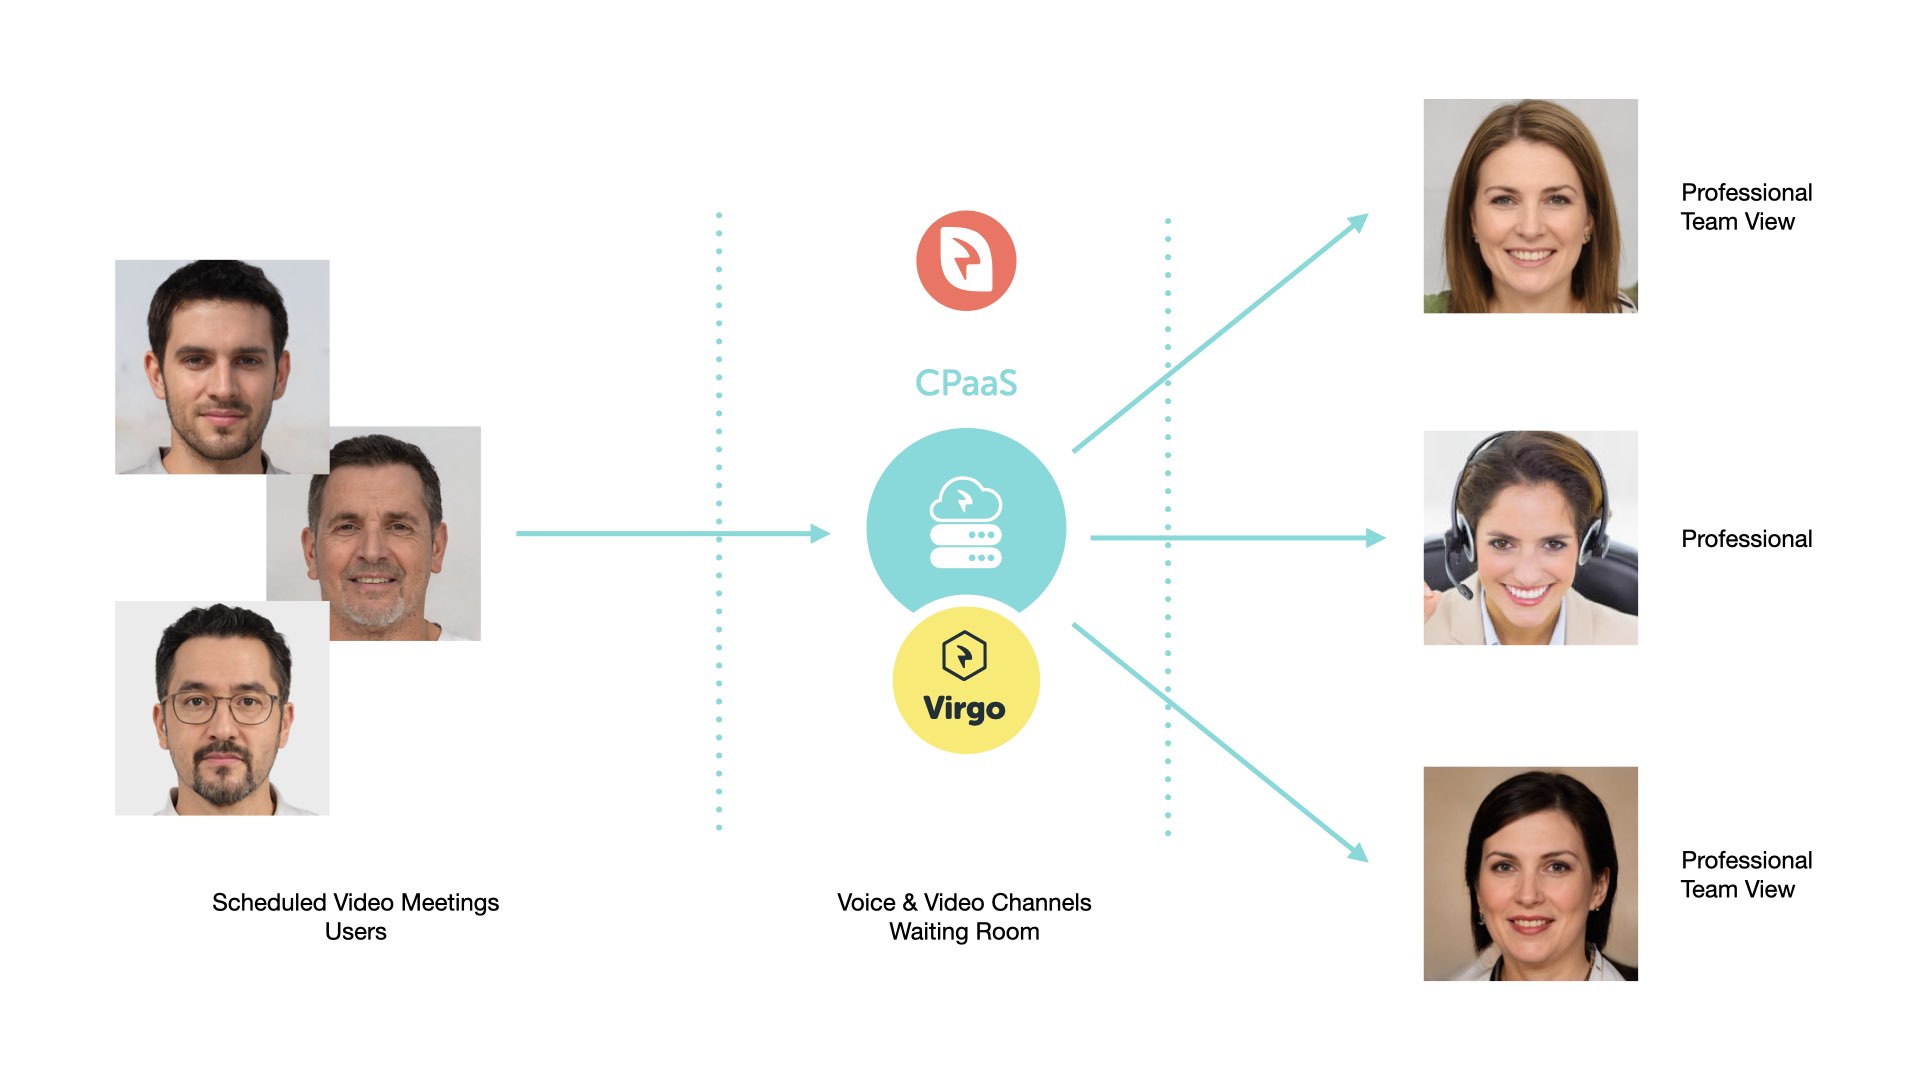 Professional
Team View
CPaaS
Professional
Virgo
Professional
Team View
Scheduled Video Meetings
Users
Voice & Video Channels
Waiting Room